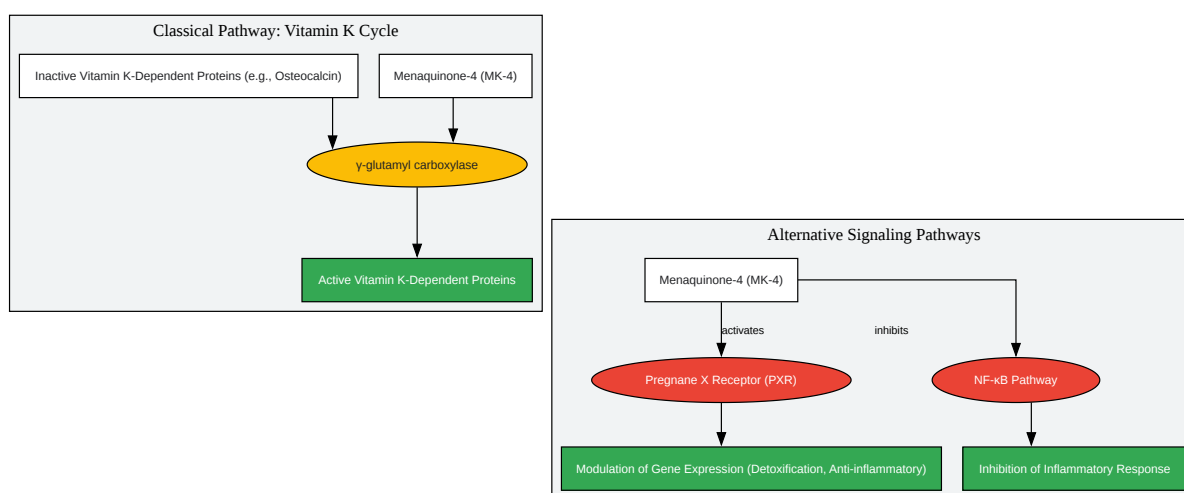 Classical Pathway: Vitamin K Cycle
Inactive Vitamin K-Dependent Proteins (e.g., Osteocalcin)
Menaquinone-4 (MK-4)
γ-glutamyl carboxylase
Active Vitamin K-Dependent Proteins
Alternative Signaling Pathways
Menaquinone-4 (MK-4)
activates
inhibits
Pregnane X Receptor (PXR)
NF-κB Pathway
Modulation of Gene Expression (Detoxification, Anti-inflammatory)
Inhibition of Inflammatory Response